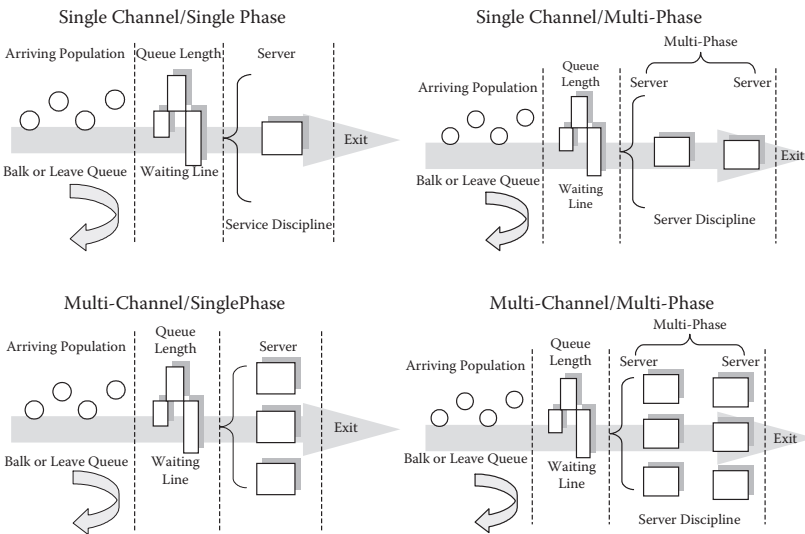 Single Channel/Single Phase
Arriving Population
Queue Length
Server
Exit
Balk or Leave Queue
Waiting Line
Service Discipline
Single Channel/Multi-Phase
Multi-Phase
Arriving Population
Queue
Length
Server
Server
Exit
Balk or Leave Queue
Waiting
Line
Server Discipline
Multi-Channel/SinglePhase
Arriving Population
Queue
Length
Server
Exit
Balk or Leave Queue
Waiting
Line
Multi-Channel/Multi-Phase
Multi-Phase
Arriving Population
Queue
Length
Server
Server
Exit
Balk or Leave Queue
Waiting
Line
Server Discipline